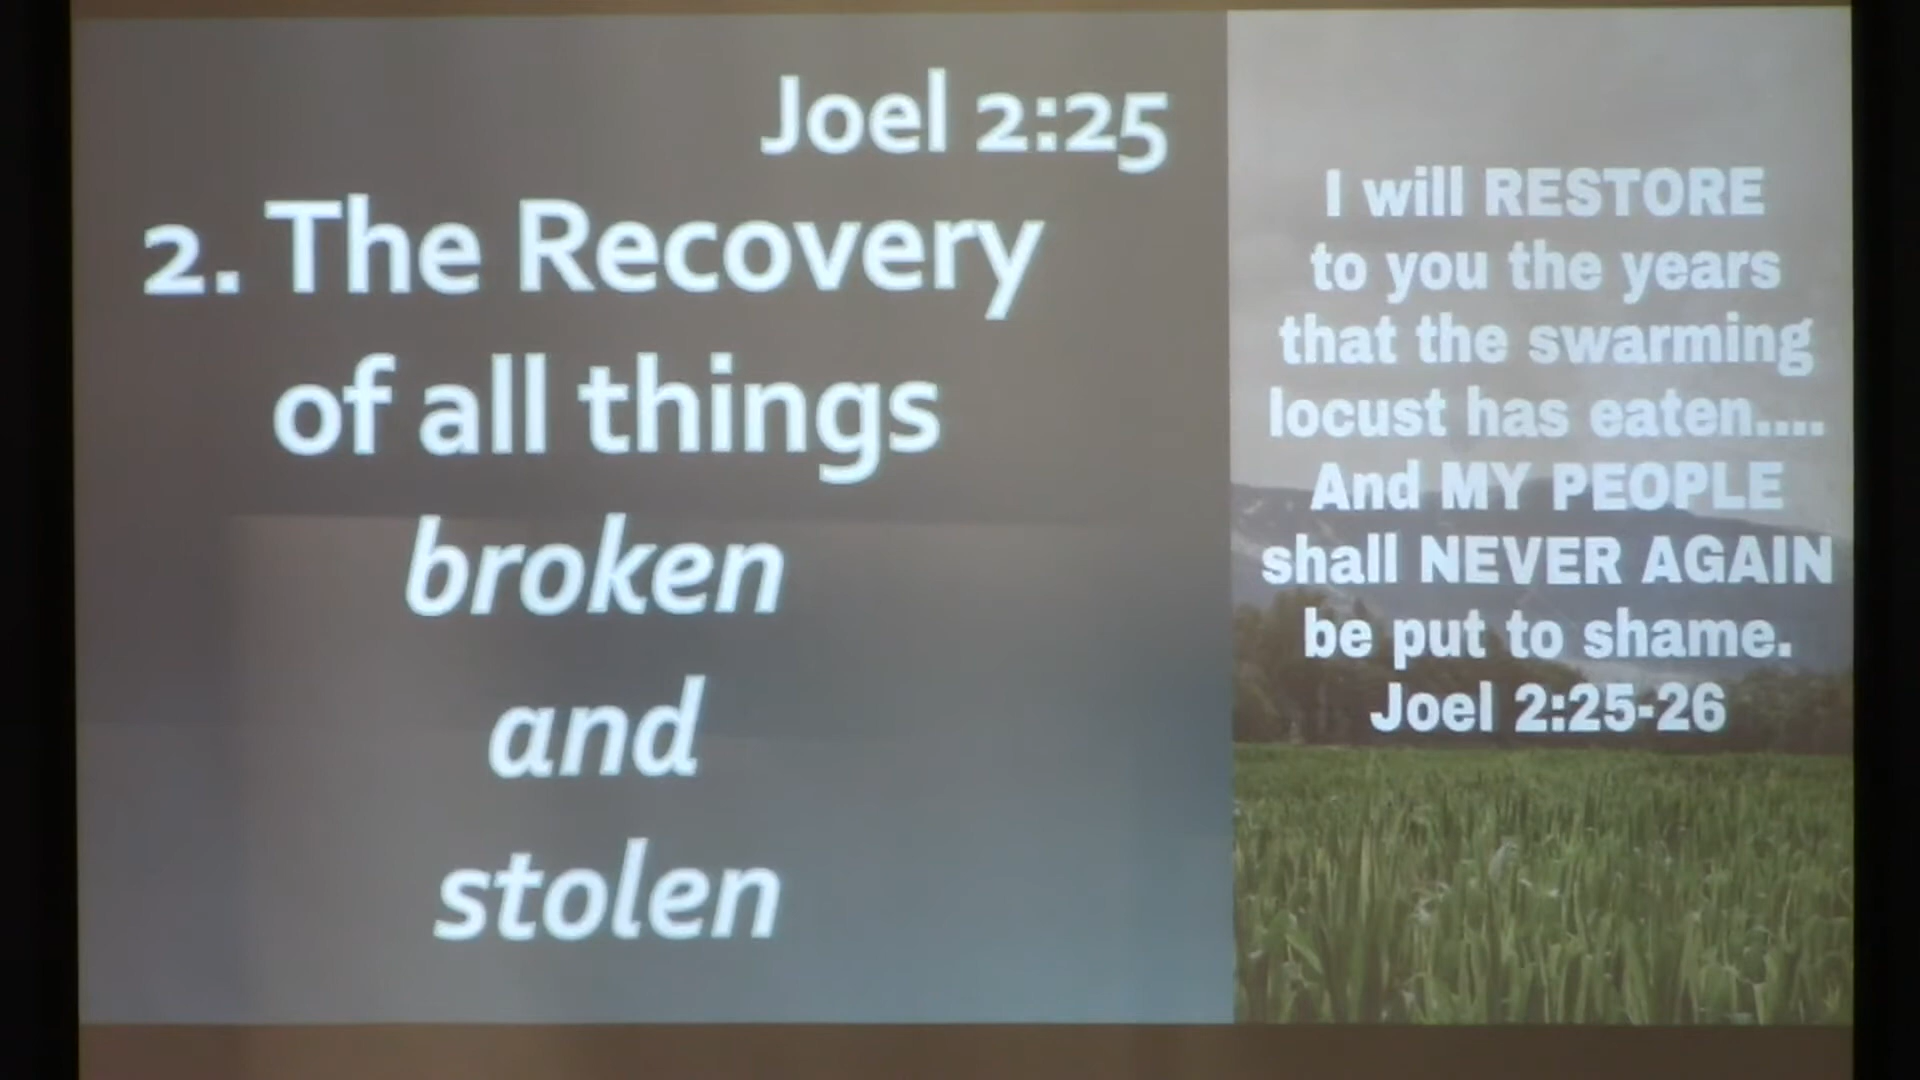 Joel 2:25
2. The Recovery
of all things
broken
and
stolen
I will RESTORE
to you the years
that the swarming
locust has eaten....
And MY PEOPLE
shall NEVER AGAIN
be put to shame.
Joel 2:25-26